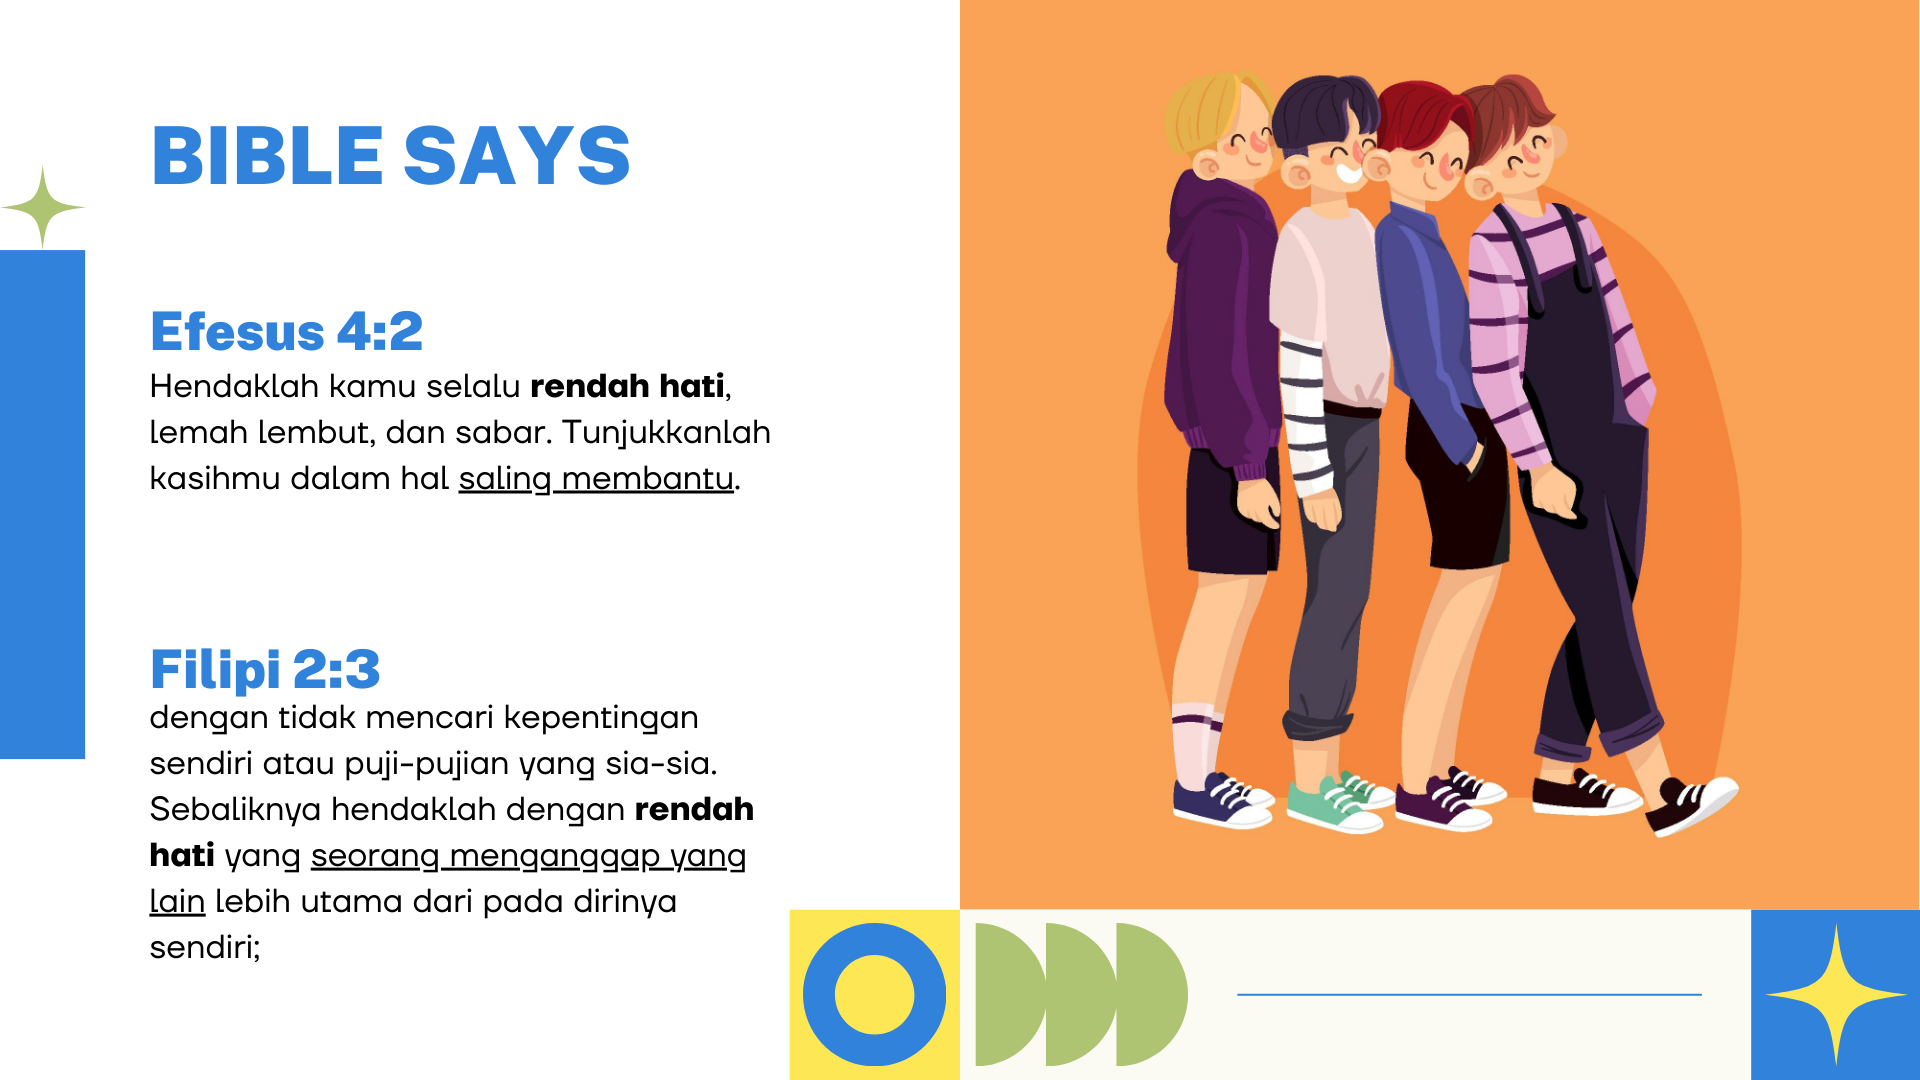 BIBLE SAYS
Efesus 4:2
Hendaklah kamu selalu rendah hati,
lemah lembut, dan sabar. Tunjukkanlah
kasihmu dalam hal saling membantu.
Filipi 2:3
dengan tidak mencari kepentingan
sendiri atau puji-pujian yang sia-sia.
Sebaliknya hendaklah dengan rendah
hati yang seorang menganggap yang
lain lebih utama dari pada dirinya
sendiri;